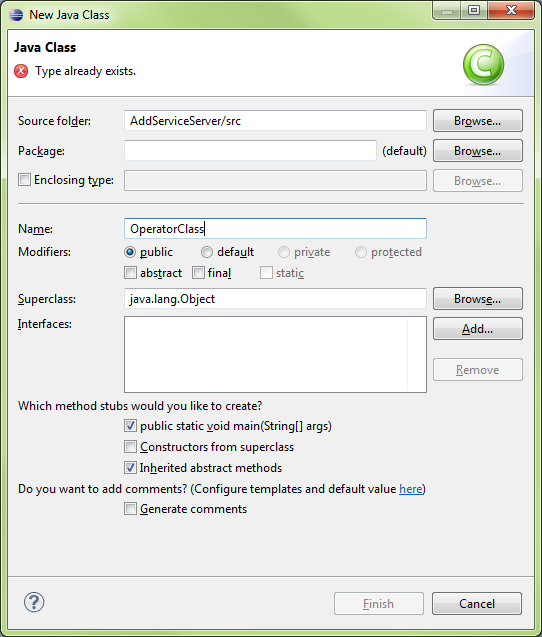 New Java Class
Java Class
Type already exists.
Source folder: AddServiceServer/src Browse...
Package: (default) Browse...
Enclosing type: Browse...
Name: OperatorClass
Modifiers: public default private protected
abstract final static
Superclass: java.lang.Object Browse...
Interfaces: Add...
Remove
Which method stubs would you like to create?
public static void main(String[] args)
Constructors from superclass
Inherited abstract methods
Do you want to add comments? (Configure templates and default value here)
Generate comments
? Finish Cancel